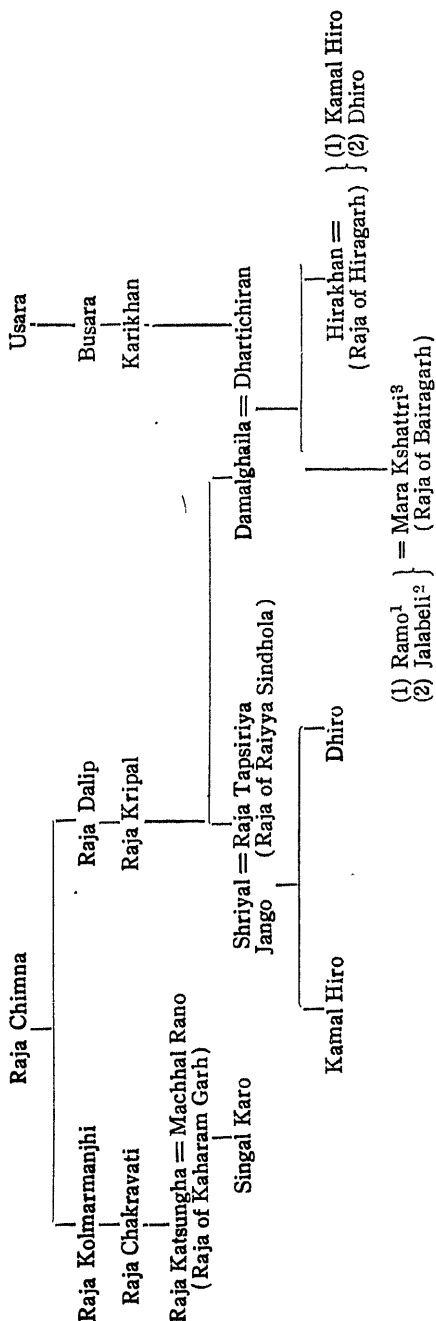 Raja Chimna
Usara
Raja Kolmarmanjhi
Raja Dalip
Busara
Raja Chakravati
Raja Kripal
Karikhan
Raja Katsungha = Machhal Rano
(Raja of Kaharam Garh)
Shriyal = Raja Tapsiriya
Jango (Raja of Raiyya Sindhola)
Damalghaila = Dhartichiran
Singal Karo
Kamal Hiro
Dhiro
Hirakhan = } (1) Kamal Hiro
(Raja of Hiragarh) } (2) Dhiro
(1) Ramo¹ } = Mara Kshattri³
(2) Jalabeli² } (Raja of Bairagarh)